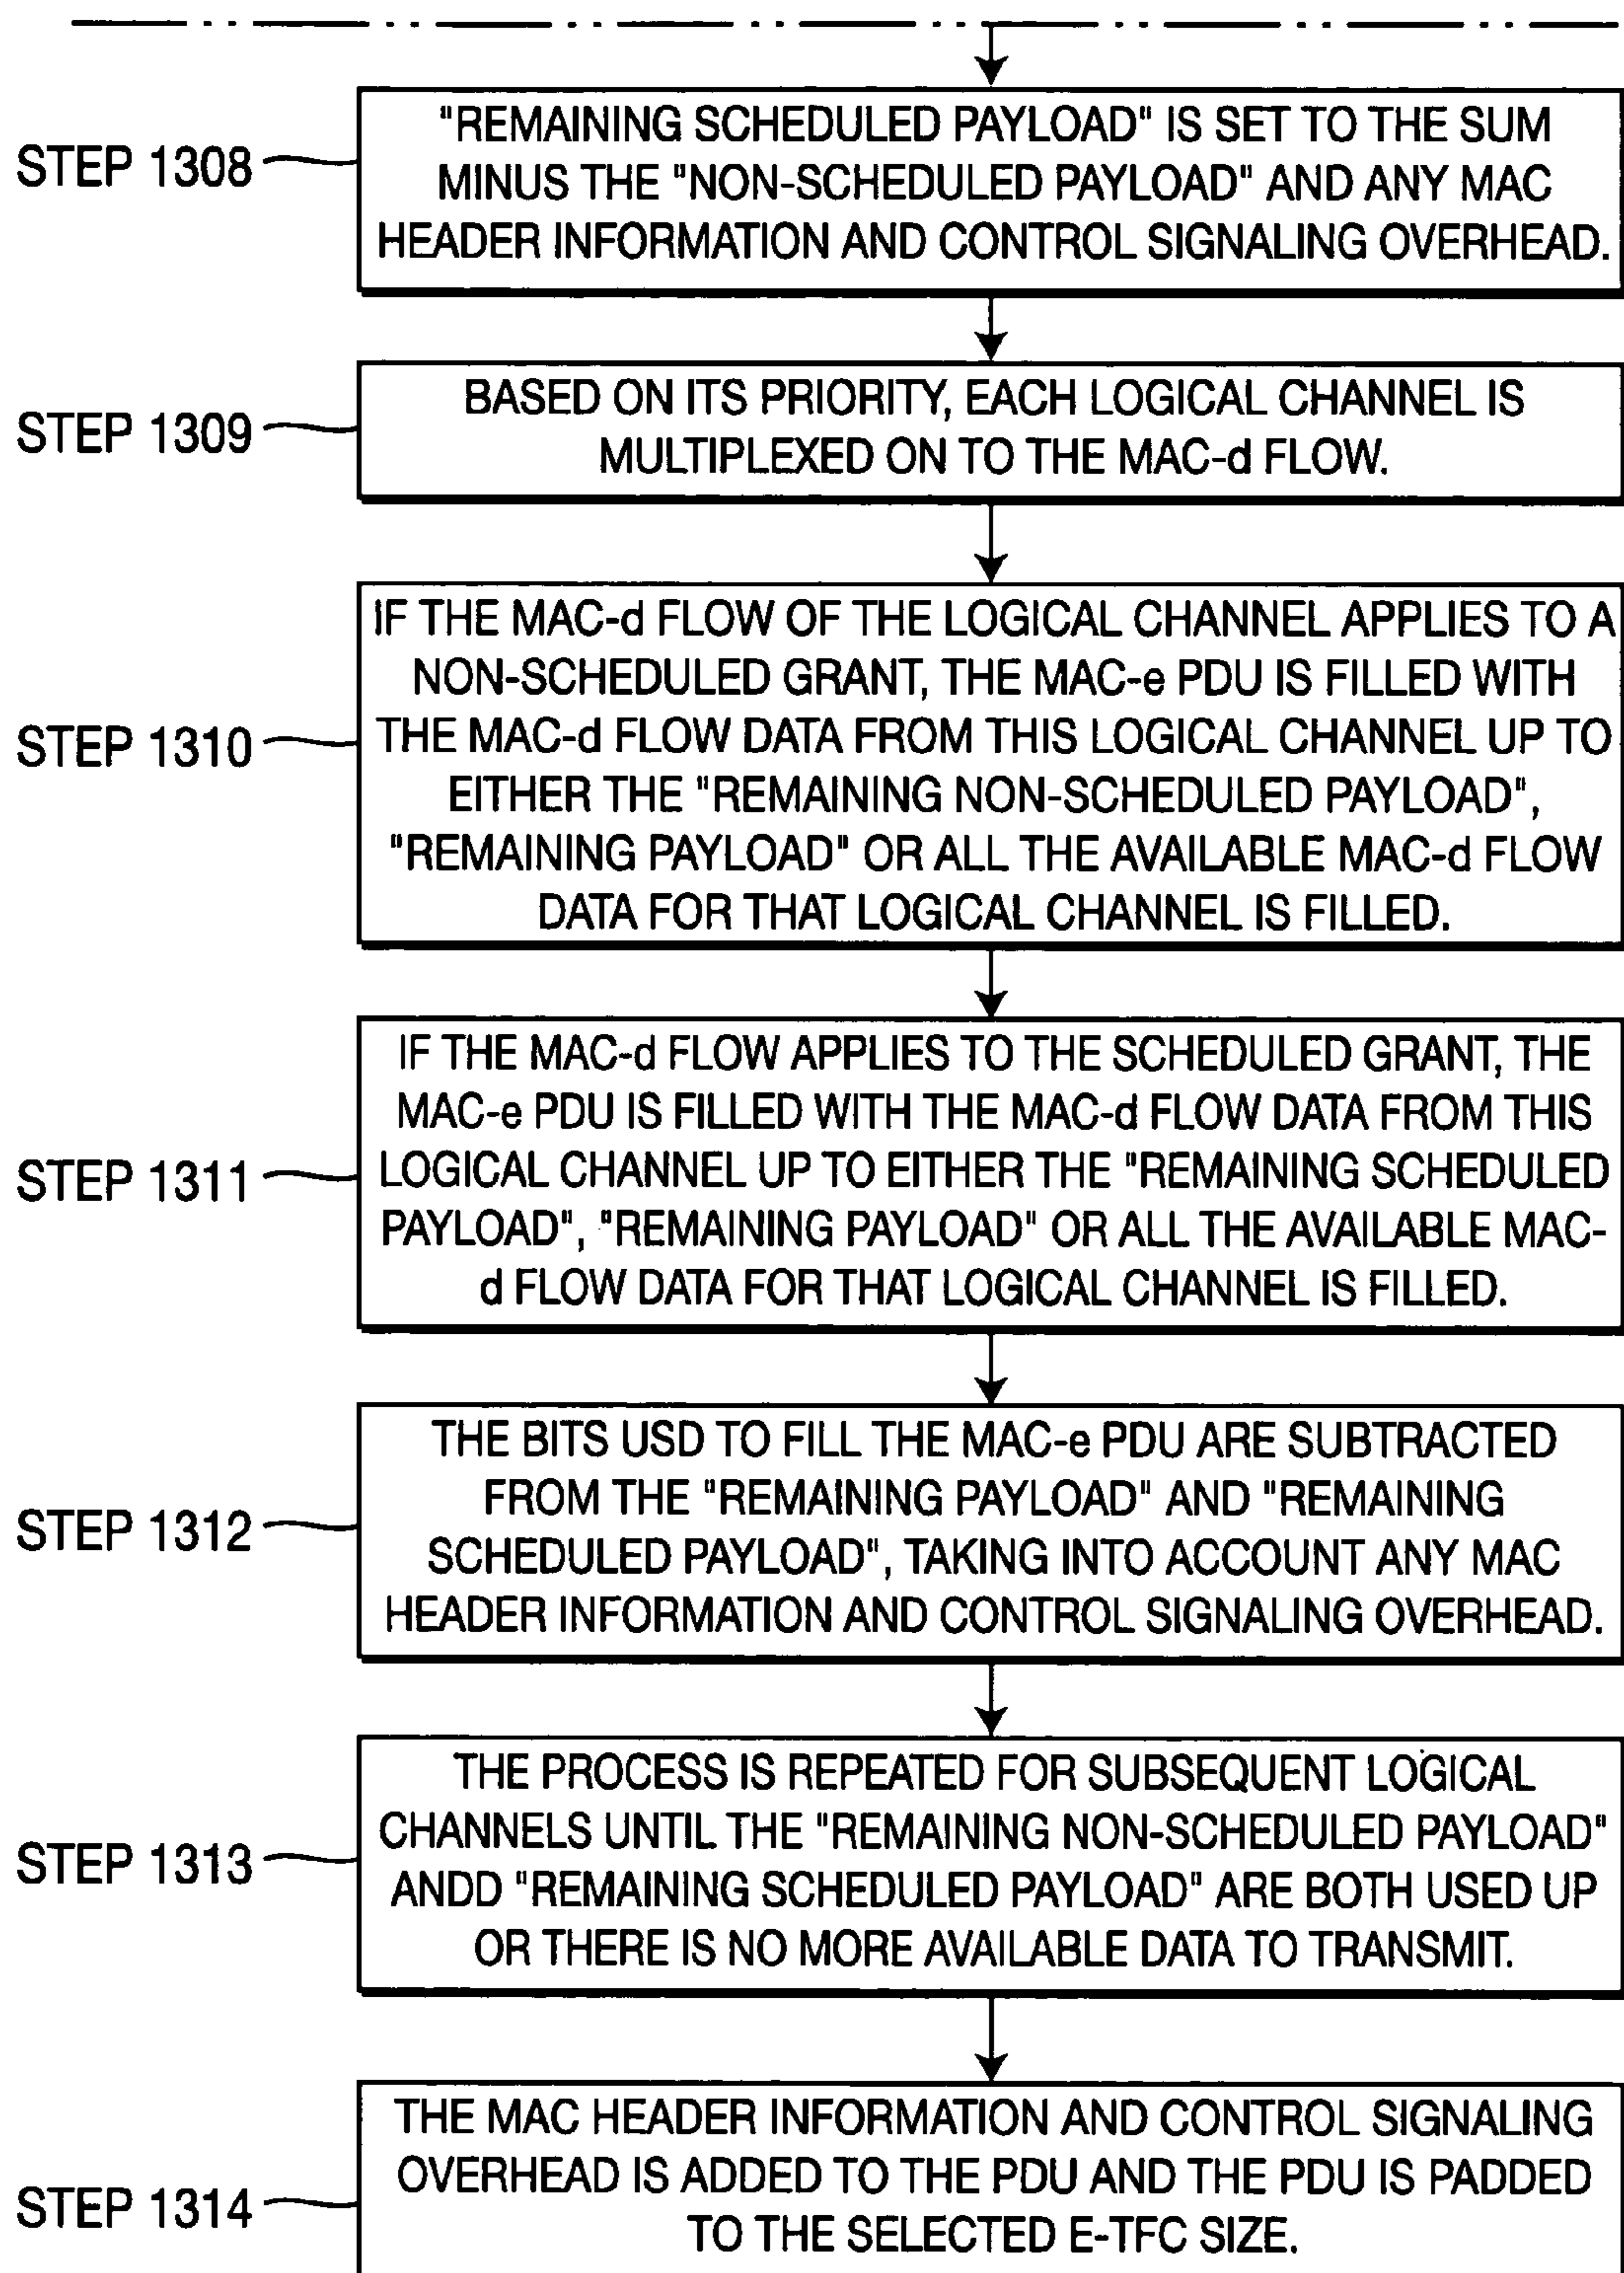 STEP 1308
"REMAINING SCHEDULED PAYLOAD" IS SET TO THE SUM
MINUS THE "NON-SCHEDULED PAYLOAD" AND ANY MAC
HEADER INFORMATION AND CONTROL SIGNALING OVERHEAD.
STEP 1309
BASED ON ITS PRIORITY, EACH LOGICAL CHANNEL IS
MULTIPLEXED ON TO THE MAC-d FLOW.
STEP 1310
IF THE MAC-d FLOW OF THE LOGICAL CHANNEL APPLIES TO A
NON-SCHEDULED GRANT, THE MAC-e PDU IS FILLED WITH
THE MAC-d FLOW DATA FROM THIS LOGICAL CHANNEL UP TO
EITHER THE "REMAINING NON-SCHEDULED PAYLOAD",
"REMAINING PAYLOAD" OR ALL THE AVAILABLE MAC-d FLOW
DATA FOR THAT LOGICAL CHANNEL IS FILLED.
STEP 1311
IF THE MAC-d FLOW APPLIES TO THE SCHEDULED GRANT, THE
MAC-e PDU IS FILLED WITH THE MAC-d FLOW DATA FROM THIS
LOGICAL CHANNEL UP TO EITHER THE "REMAINING SCHEDULED
PAYLOAD", "REMAINING PAYLOAD" OR ALL THE AVAILABLE MAC-
d FLOW DATA FOR THAT LOGICAL CHANNEL IS FILLED.
STEP 1312
THE BITS USD TO FILL THE MAC-e PDU ARE SUBTRACTED
FROM THE "REMAINING PAYLOAD" AND "REMAINING
SCHEDULED PAYLOAD", TAKING INTO ACCOUNT ANY MAC
HEADER INFORMATION AND CONTROL SIGNALING OVERHEAD.
STEP 1313
THE PROCESS IS REPEATED FOR SUBSEQUENT LOGICAL
CHANNELS UNTIL THE "REMAINING NON-SCHEDULED PAYLOAD"
ANDD "REMAINING SCHEDULED PAYLOAD" ARE BOTH USED UP
OR THERE IS NO MORE AVAILABLE DATA TO TRANSMIT.
STEP 1314
THE MAC HEADER INFORMATION AND CONTROL SIGNALING
OVERHEAD IS ADDED TO THE PDU AND THE PDU IS PADDED
TO THE SELECTED E-TFC SIZE.